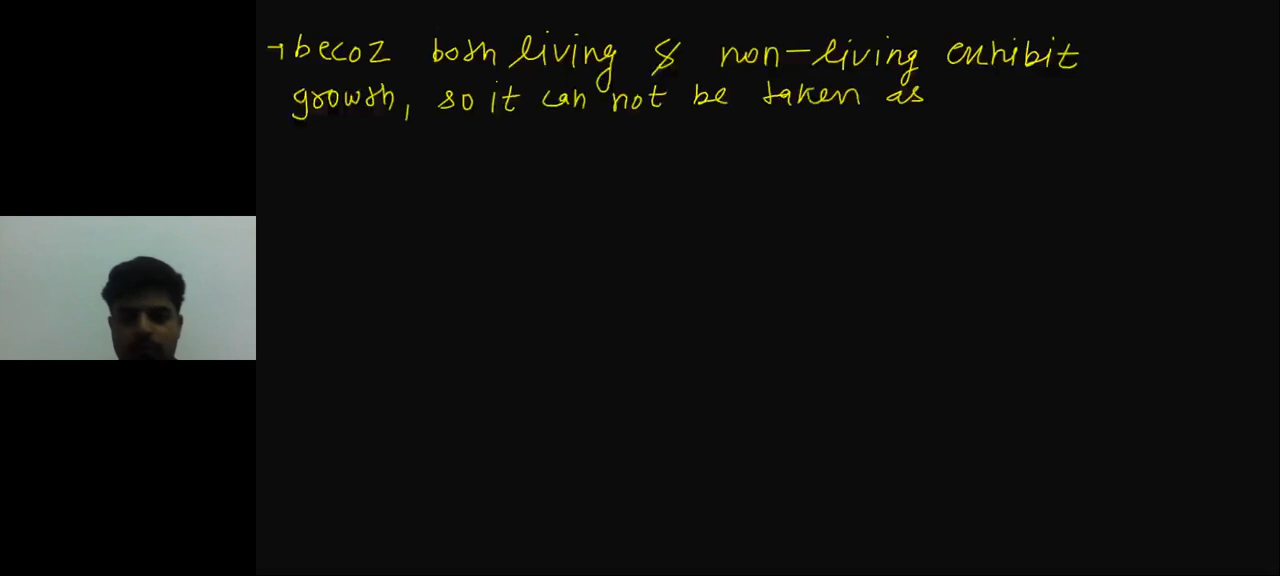 → becoz both living & non-living exhibit
growth, so it can not be taken as